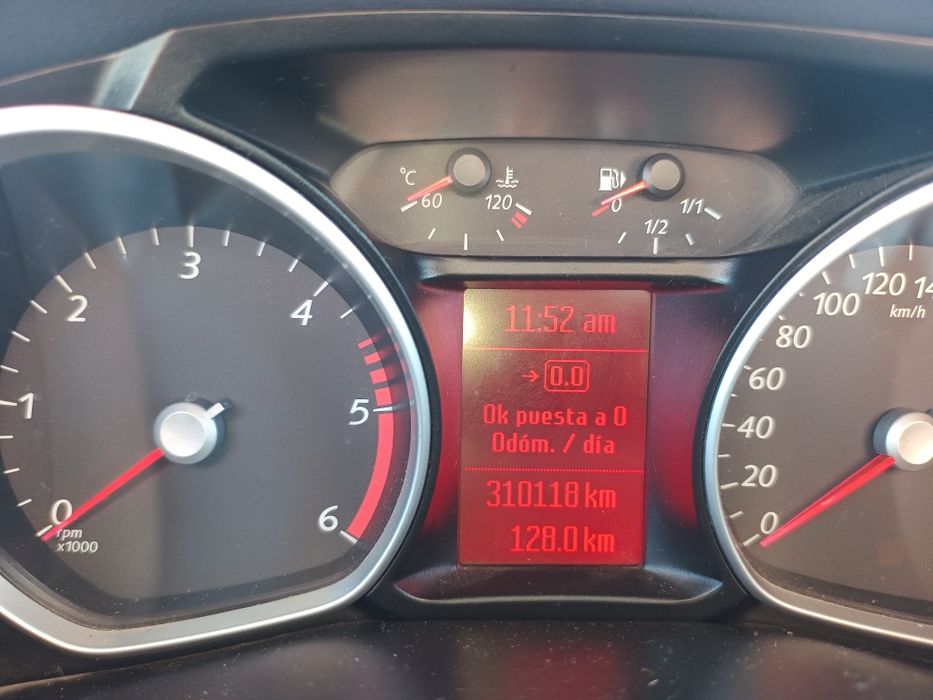 °C
60
120
0
1/2
1/1
0
1
2
3
4
5
6
rpm
x1000
11:52 am
→ 0.0
Ok puesta a 0
Odóm. / día
310118 km
128.0 km
0
20
40
60
80
100
120
km/h